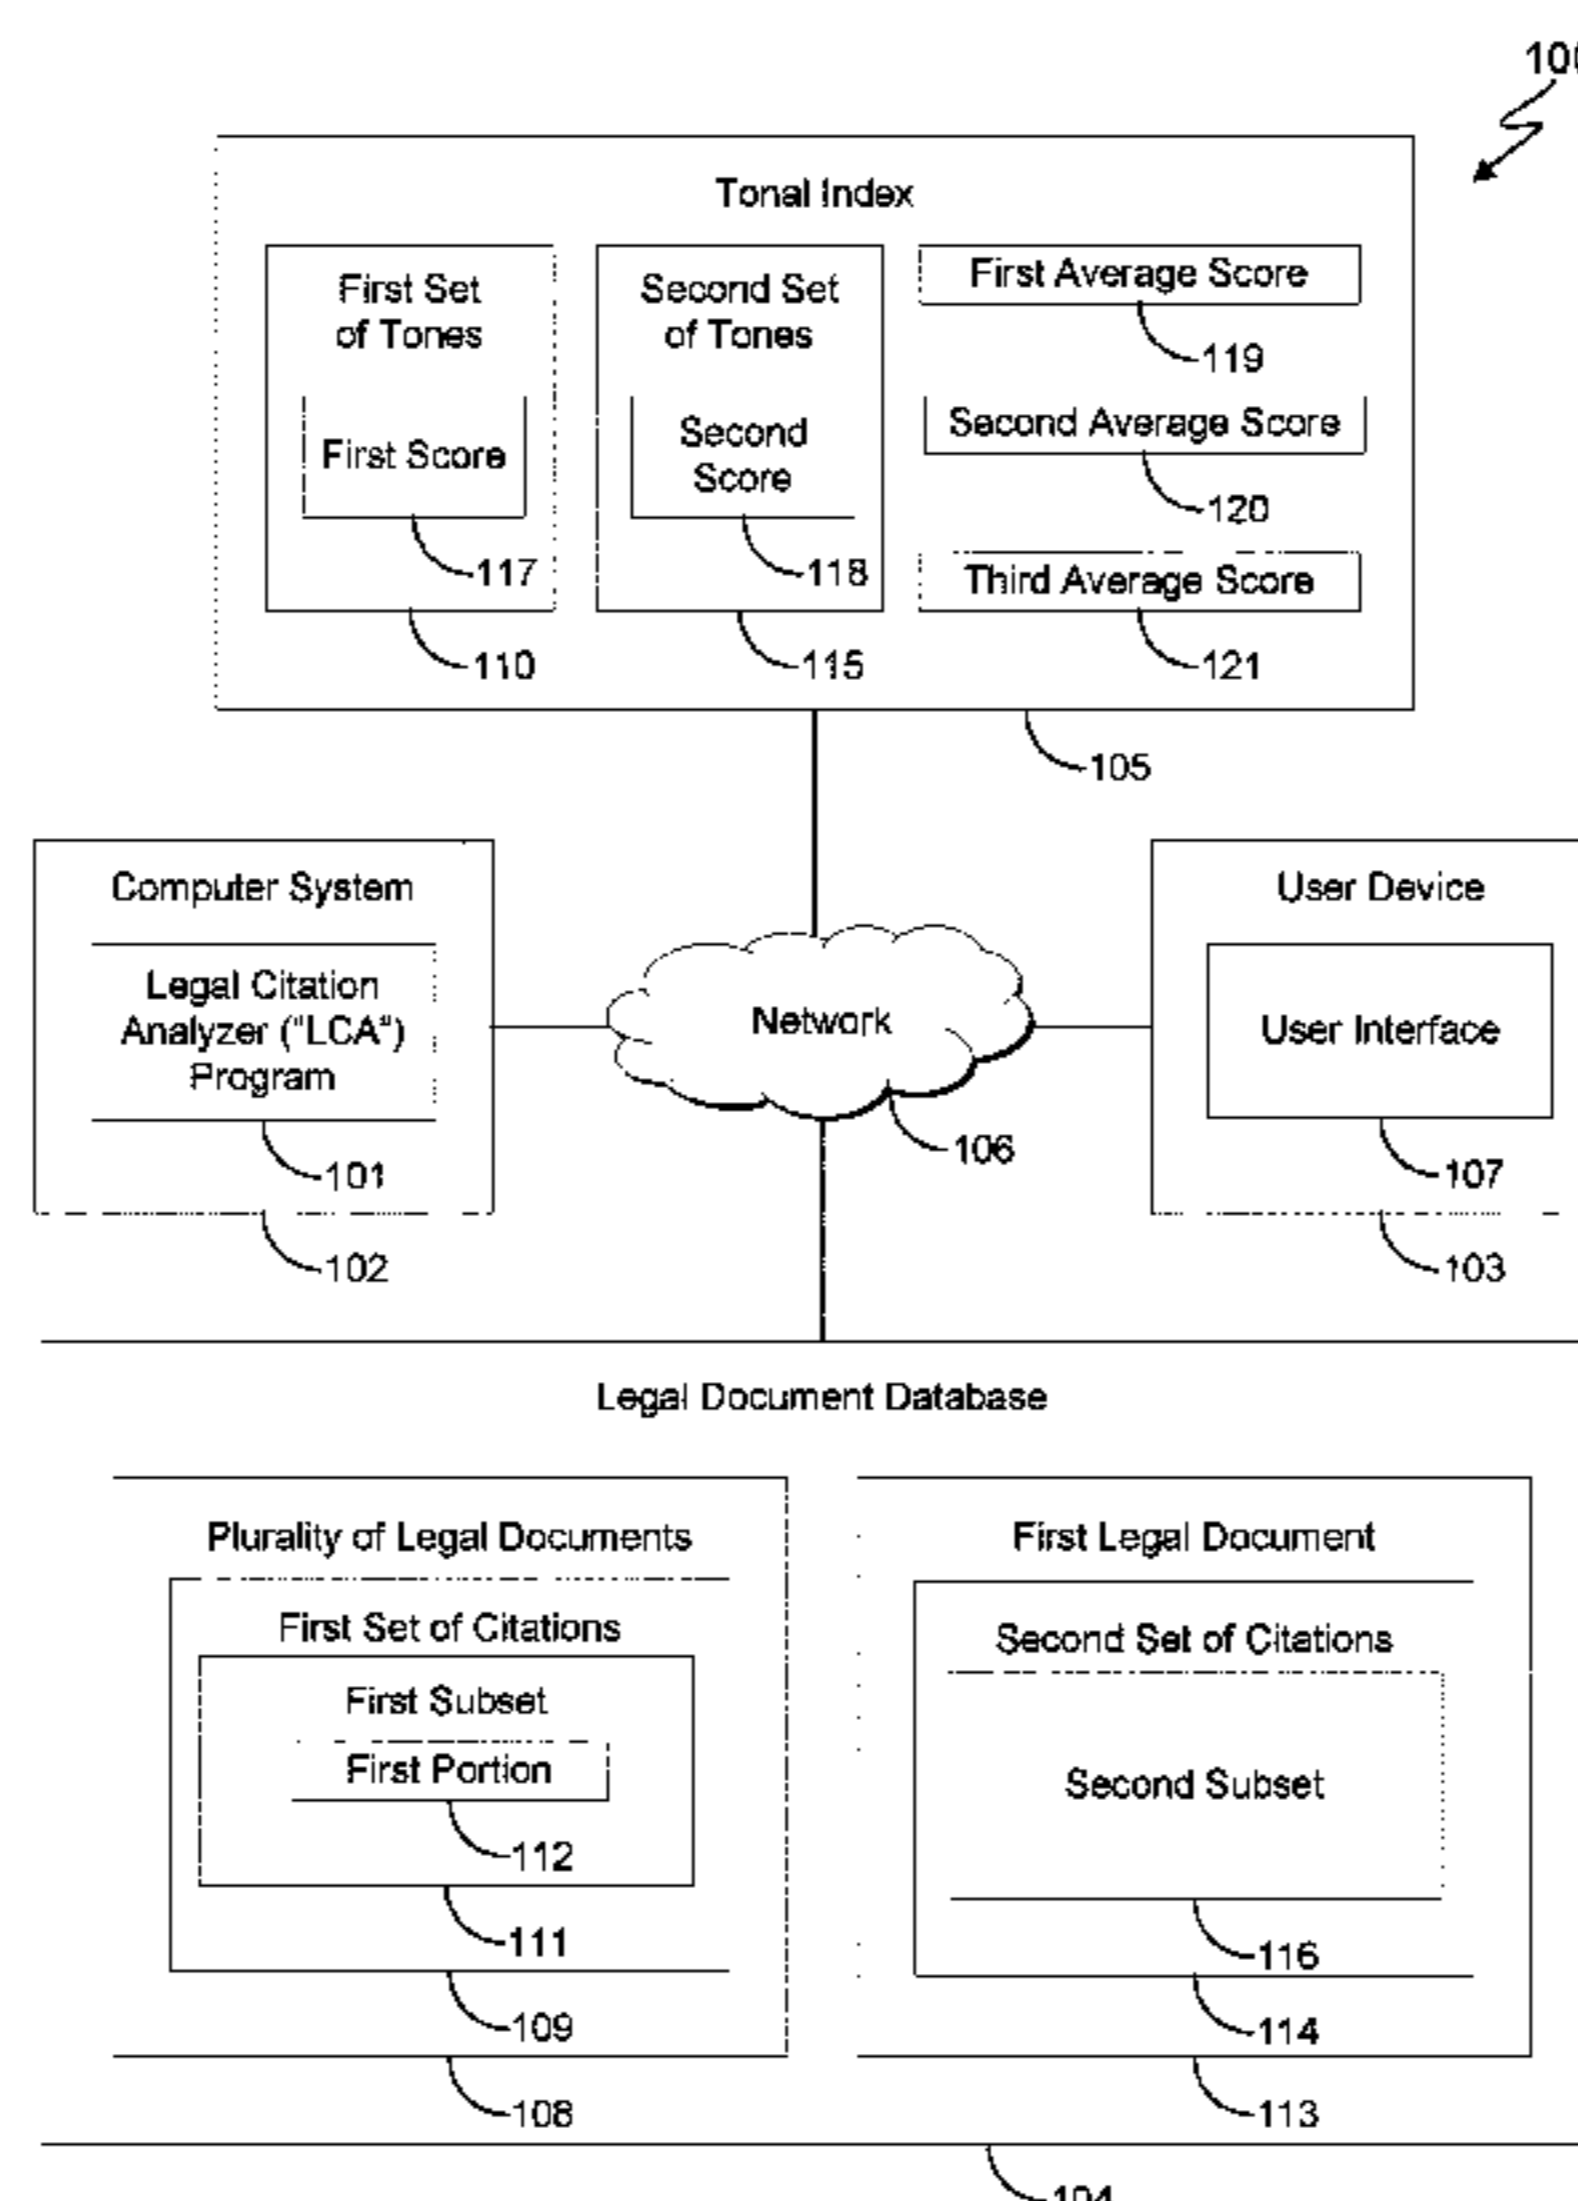 100
Tonal Index
First Set
of Tones
First Score
117
110
Second Set
of Tones
Second
Score
118
115
First Average Score
119
Second Average Score
120
Third Average Score
121
105
Computer System
Legal Citation
Analyzer ("LCA")
Program
101
102
Network
106
User Device
User Interface
107
103
Legal Document Database
Plurality of Legal Documents
First Set of Citations
First Subset
First Portion
112
111
109
108
First Legal Document
Second Set of Citations
Second Subset
116
114
113
104